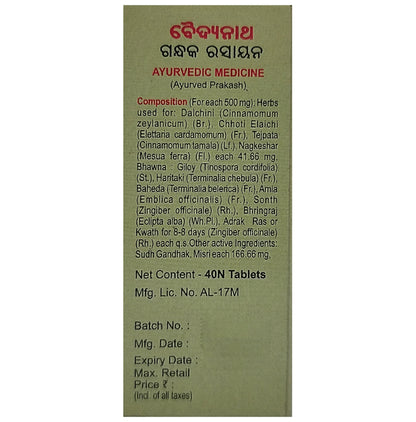 ବୈଦ୍ୟନାଥ
ଗନ୍ଧକ ରସାୟନ
AYURVEDIC MEDICINE
(Ayurved Prakash)
Composition (For each 500 mg): Herbs
used for: Dalchini (Cinnamomum
zeylanicum) (Br.), Chhoti Elaichi
(Elettaria cardamomum) (Fr.), Tejpata
(Cinnamomum tamala) (Lf.), Nagkeshar
(Mesua ferra) (Fl.) each 41.66 mg.
Bhawna : Giloy (Tinospora cordifolia)
(St.), Haritaki (Terminalia chebula) (Fr.),
Baheda (Terminalia belerica) (Fr.), Amla
(Emblica officinalis) (Fr.), Sonth
(Zingiber officinale) (Rh.), Bhringraj
(Eclipta alba) (Wh.Pl.), Adrak Ras or
Kwath for 8-8 days (Zingiber officinale)
(Rh.) each q.s. Other active Ingredients:
Sudh Gandhak, Misri each 166.66 mg.
Net Content - 40N Tablets
Mfg. Lic. No. AL-17M
Batch No. :
Mfg. Date :
Expiry Date :
Max. Retail
Price ₹ :
(Incl. of all taxes)